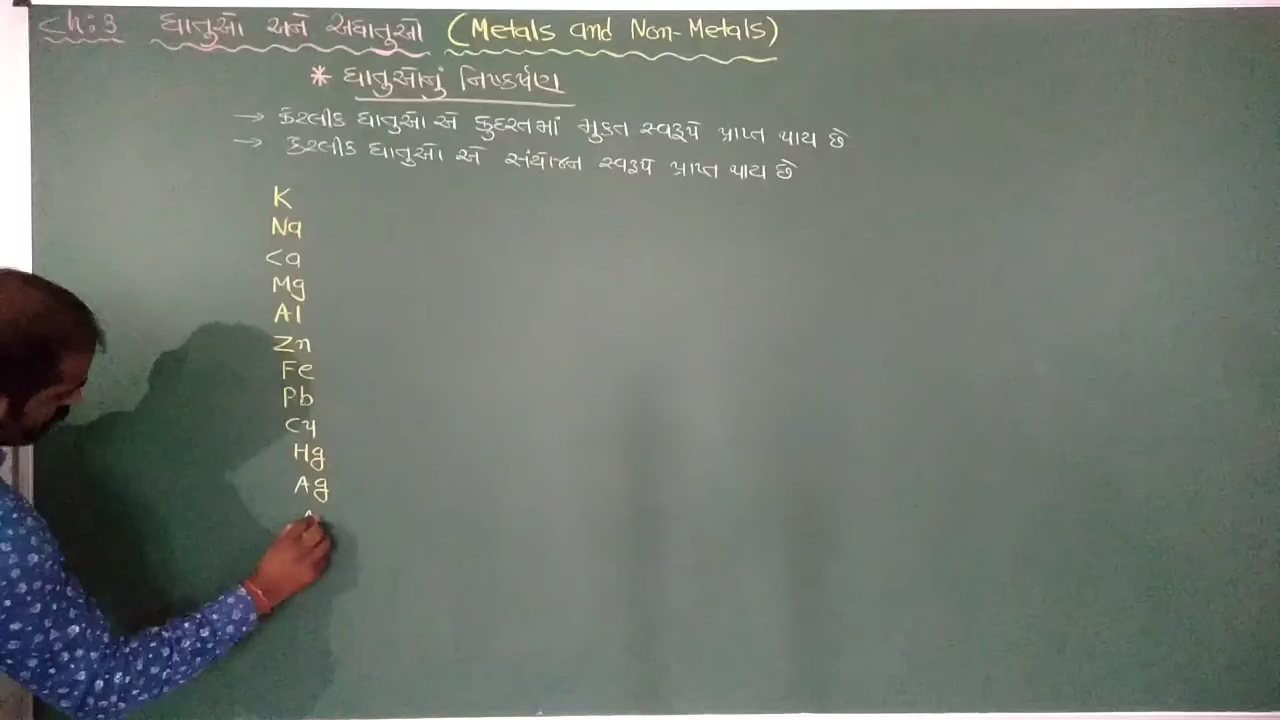 Ch:3 ધાતુઓ અને અધાતુઓ (Metals and Non-Metals)
* ધાતુઓનું નિષ્કર્ષણ
→ કેટલીક ધાતુઓ એ કુદરતમાં મુક્ત સ્વરૂપે પ્રાપ્ત થાય છે
→ કેટલીક ધાતુઓ એ સંયોજન સ્વરૂપે પ્રાપ્ત થાય છે
K
Na
Ca
Mg
Al
Zn
Fe
Pb
Cu
Hg
Ag
A